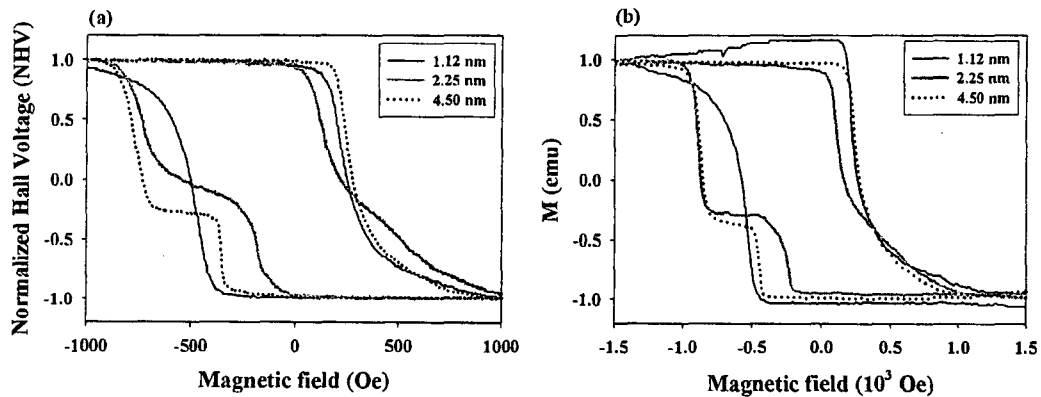 (a)
Normalized Hall Voltage (NHV)
1.0
0.5
0.0
-0.5
-1.0
1.12 nm
2.25 nm
4.50 nm
-1000
-500
0
500
1000
Magnetic field (Oe)
(b)
M (emu)
1.0
0.5
0.0
-0.5
-1.0
1.12 nm
2.25 nm
4.50 nm
-1.5
-1.0
-0.5
0.0
0.5
1.0
1.5
Magnetic field (10³ Oe)